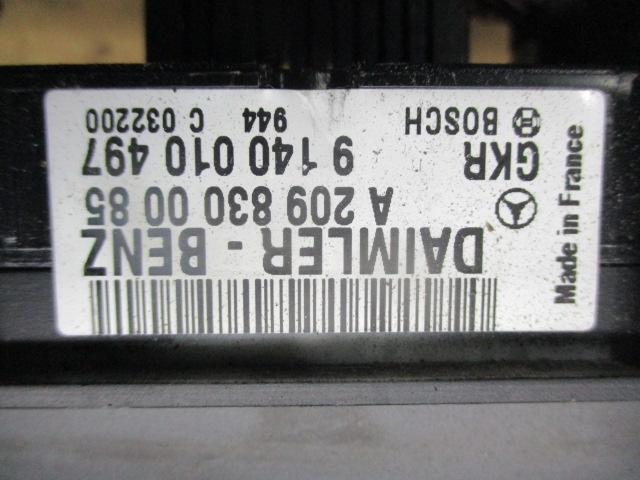 DAIMLER - BENZ
A 209 830 00 85
GKR 9 140 010 497
BOSCH 944 C 032200
Made in France